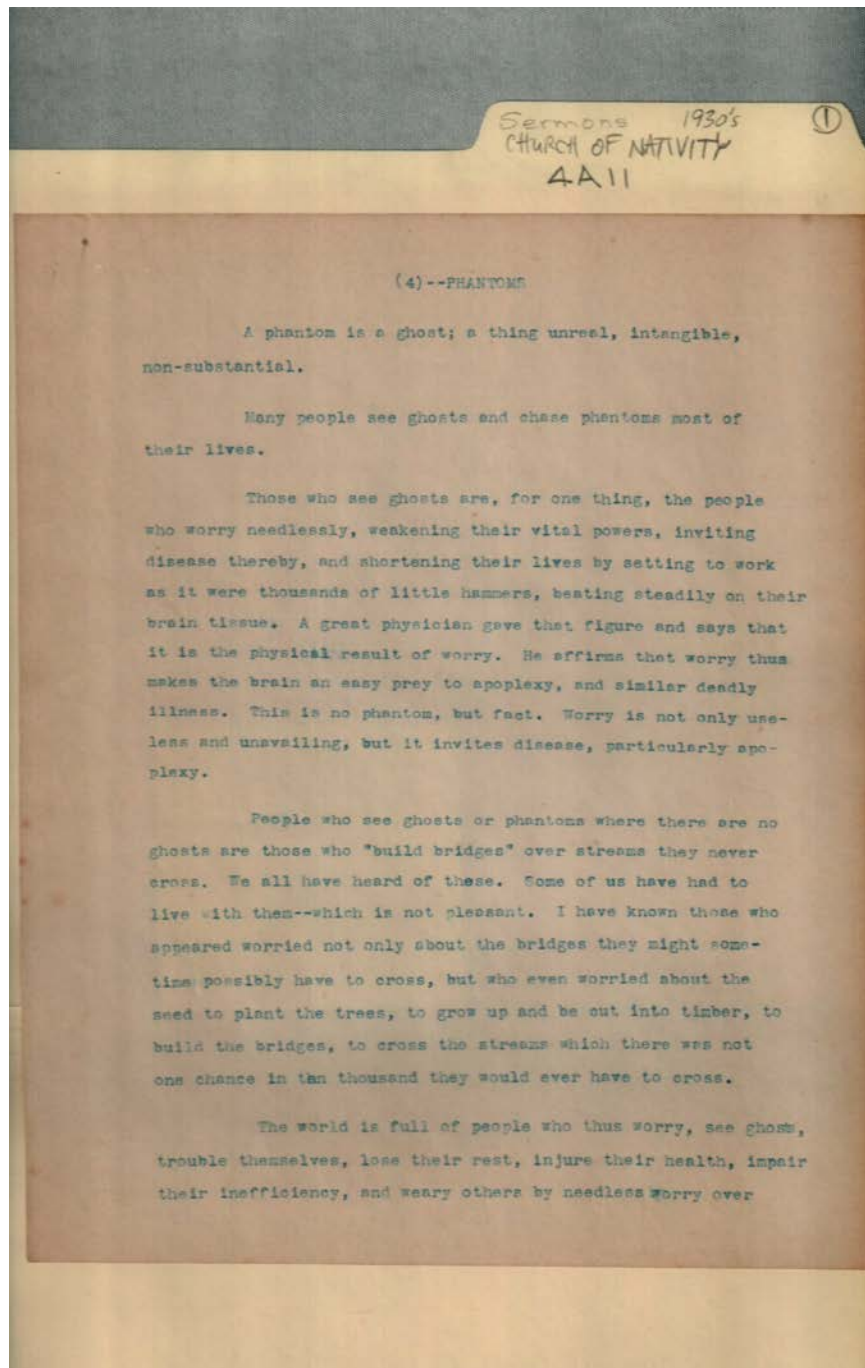 Sermons 1930's ①
CHURCH OF NATIVITY
4A11
(4)--PHANTOMS
A phantom is a ghost; a thing unreal, intangible,
non-substantial.
Many people see ghosts and chase phantoms most of
their lives.
Those who see ghosts are, for one thing, the people
who worry needlessly, weakening their vital powers, inviting
disease thereby, and shortening their lives by setting to work
as it were thousands of little hammers, beating steadily on their
brain tissue. A great physician gave that figure and says that
it is the physical result of worry. He affirms that worry thus
makes the brain an easy prey to apoplexy, and similar deadly
illness. This is no phantom, but fact. Worry is not only use-
less and unavailing, but it invites disease, particularly apo-
plexy.
People who see ghosts or phantoms where there are no
ghosts are those who "build bridges" over streams they never
cross. We all have heard of these. Some of us have had to
live with them--which is not pleasant. I have known those who
appeared worried not only about the bridges they might some-
time possibly have to cross, but who even worried about the
seed to plant the trees, to grow up and be cut into timber, to
build the bridges, to cross the streams which there was not
one chance in ten thousand they would ever have to cross.
The world is full of people who thus worry, see ghosts,
trouble themselves, lose their rest, injure their health, impair
their inefficiency, and weary others by needless worry over